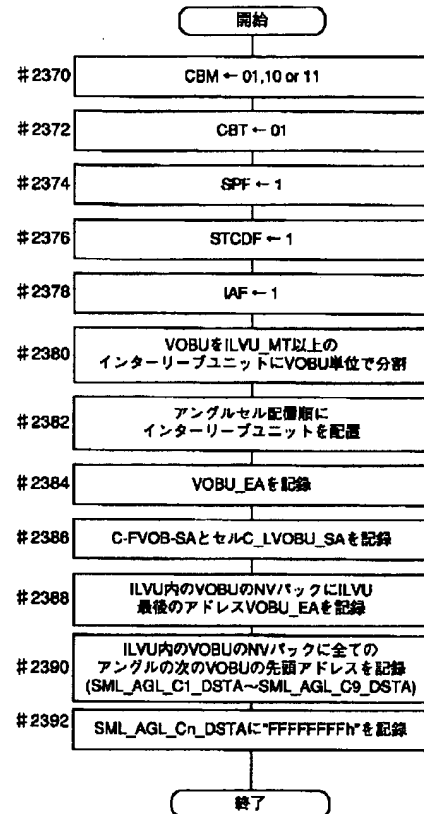 開始
#2370 CBM ← 01,10 or 11
#2372 CBT ← 01
#2374 SPF ← 1
#2376 STCDF ← 1
#2378 IAF ← 1
#2380 VOBUをILVU_MT以上の
インターリーブユニットにVOBU単位で分割
#2382 アングルセル配置順に
インターリーブユニットを配置
#2384 VOBU_EAを記録
#2386 C-FVOB-SAとセルC_LVOBU_SAを記録
#2388 ILVU内のVOBUのNVパックにILVU
最後のアドレスVOBU_EAを記録
#2390 ILVU内のVOBUのNVパックに全ての
アングルの次のVOBUの先頭アドレスを記録
(SML_AGL_C1_DSTA～SML_AGL_C9_DSTA)
#2392 SML_AGL_Cn_DSTAに"FFFFFFFFh"を記録
終了